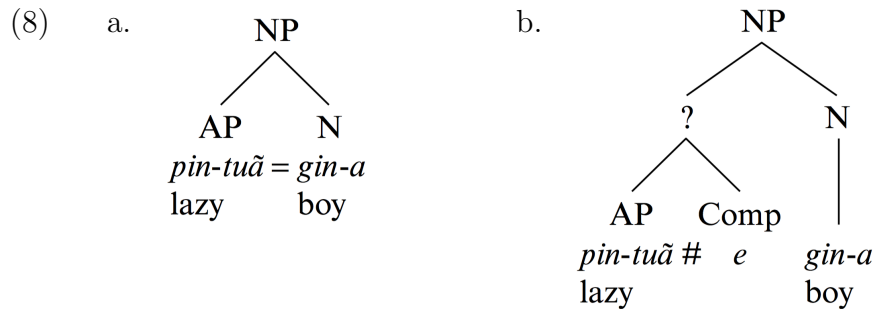 (8) a. NP b. NP
AP N ? N
pin-tuã = gin-a
lazy boy
AP Comp
pin-tuã # e gin-a
lazy boy